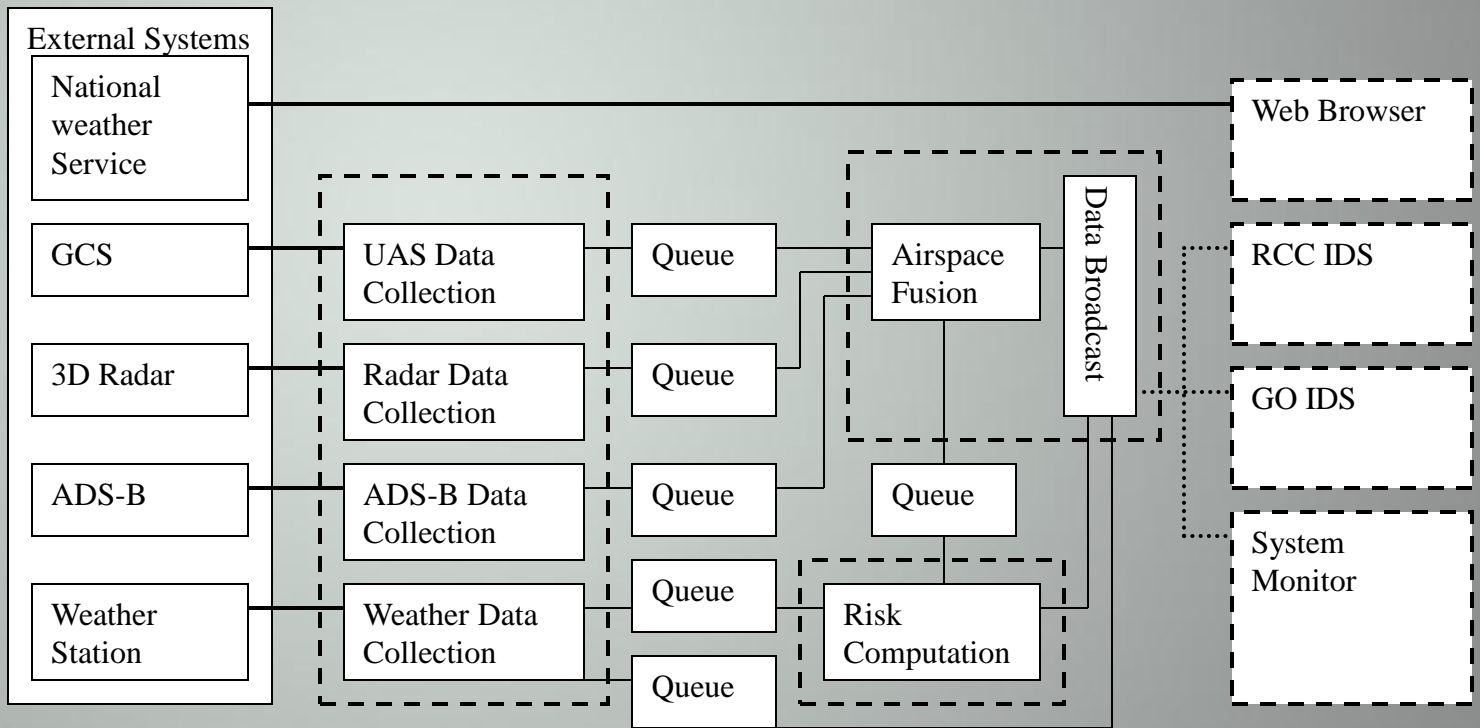 External Systems
National
weather
Service
Web Browser
GCS
UAS Data
Collection
Queue
Airspace
Fusion
Data Broadcast
RCC IDS
3D Radar
Radar Data
Collection
Queue
GO IDS
ADS-B
ADS-B Data
Collection
Queue
Queue
System
Monitor
Weather
Station
Weather Data
Collection
Queue
Risk
Computation
Queue